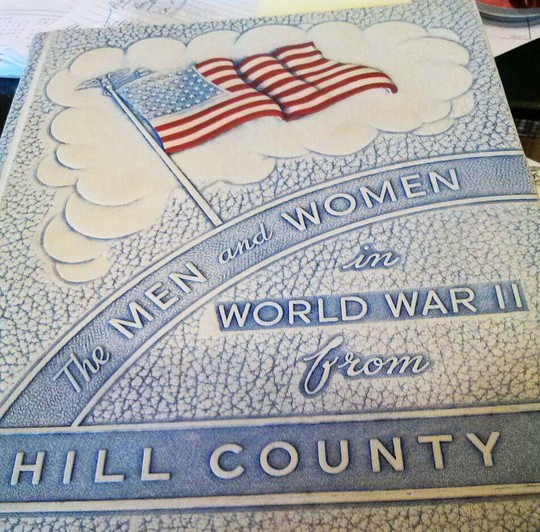 The MEN and WOMEN
in
WORLD WAR II
from
HILL COUNTY